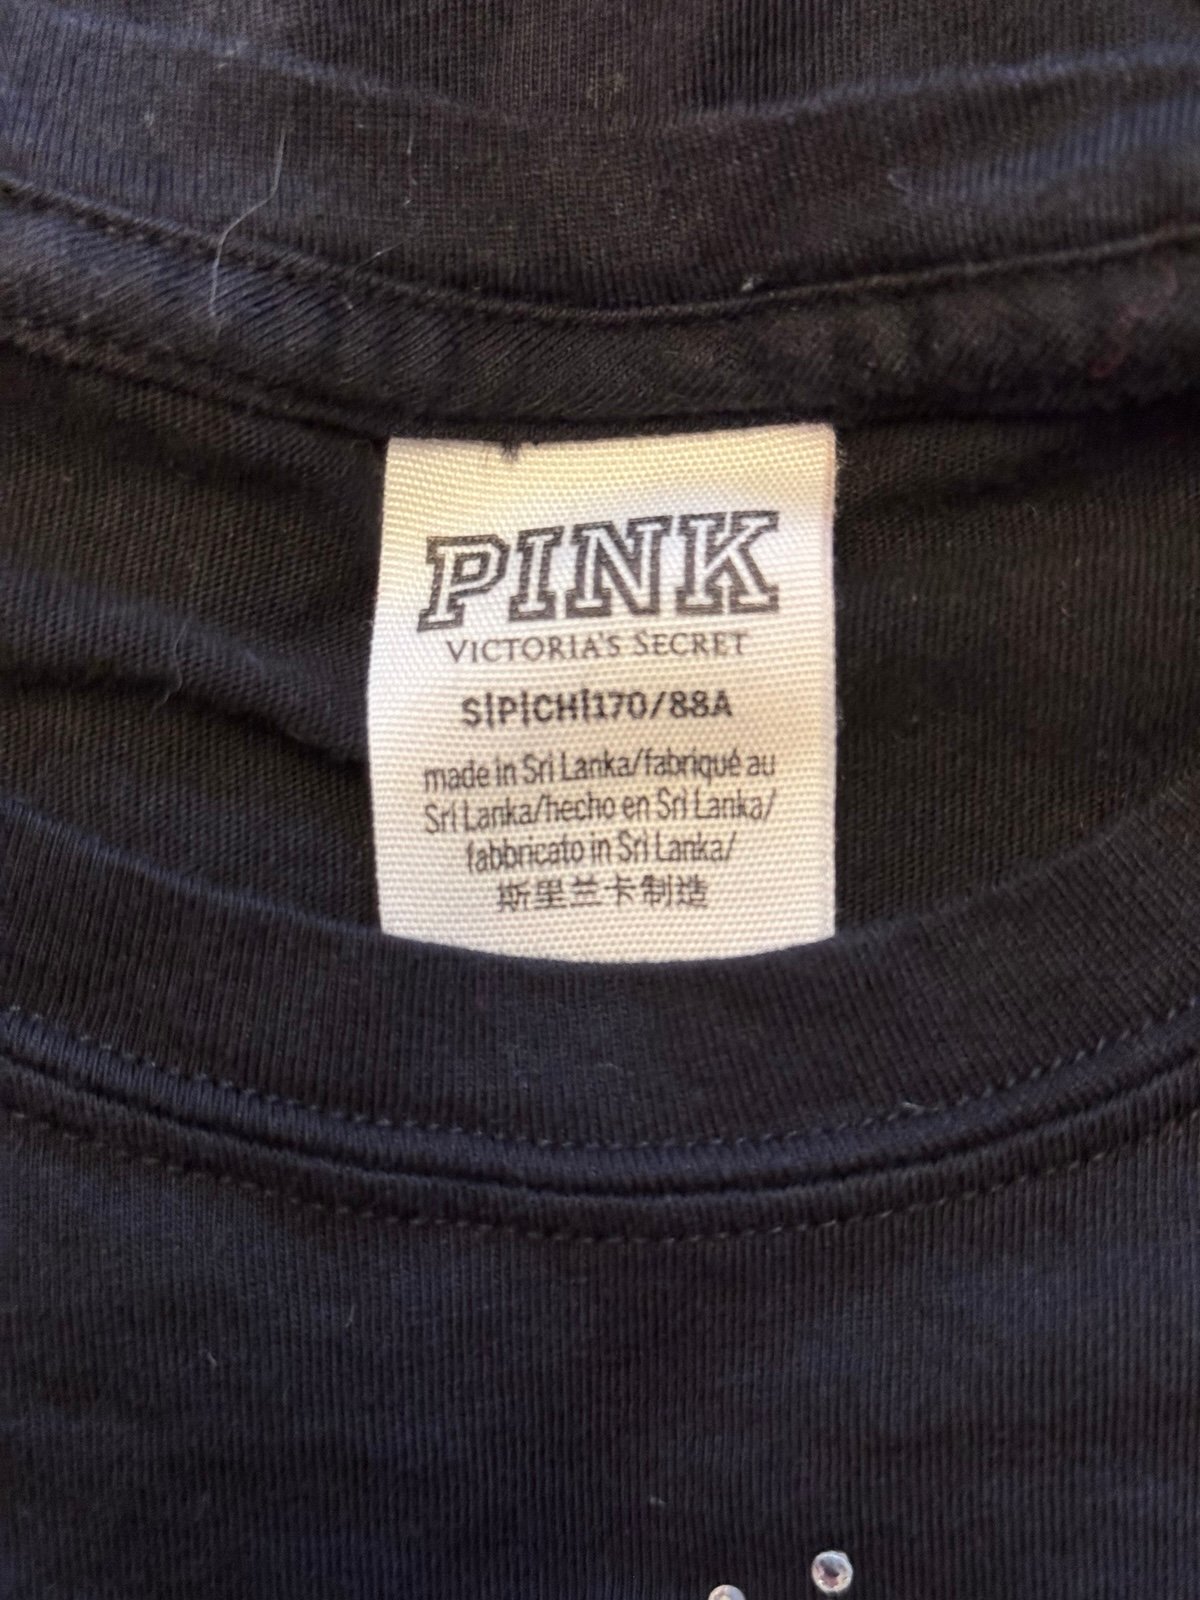 PINK
VICTORIA'S SECRET
S|P|CH|170/88A
made in Sri Lanka/fabriqué au
Sri Lanka/hecho en Sri Lanka/
fabbricato in Sri Lanka/
斯里兰卡制造